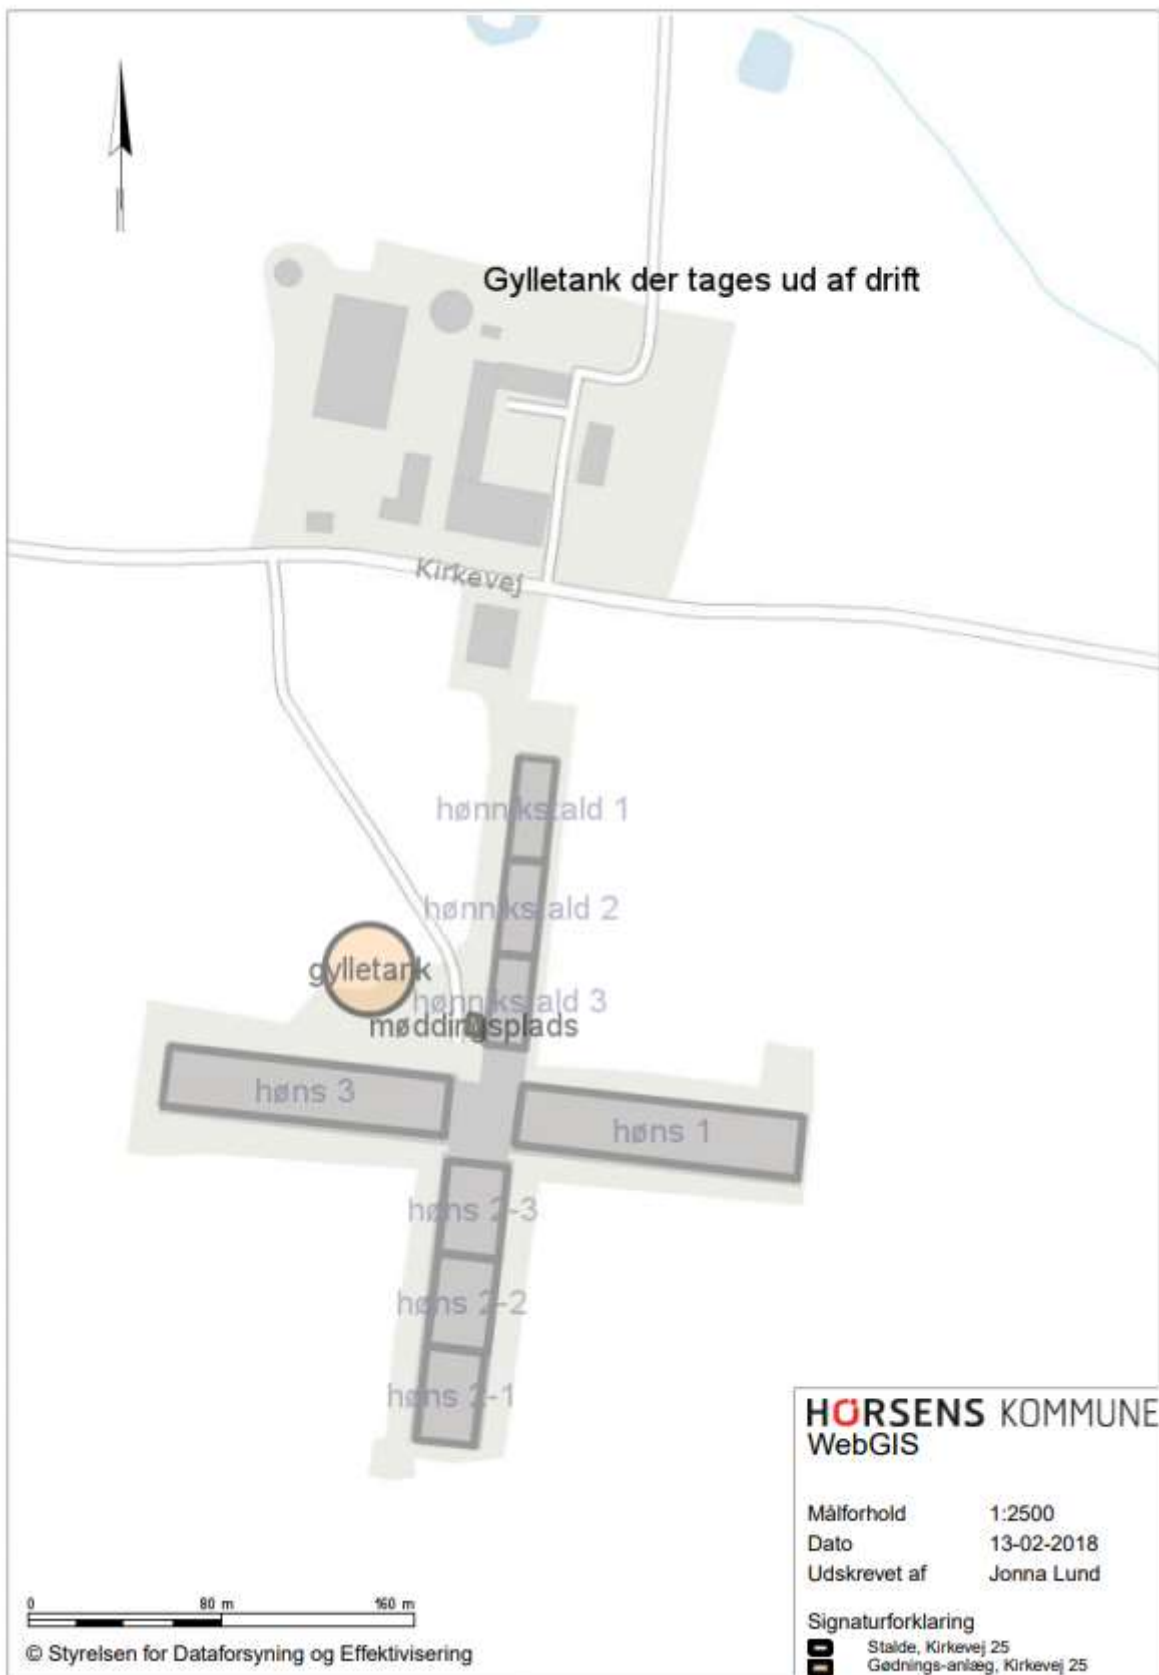 Gylletank der tages ud af drift
Kirkevej
hønnikstald 1
hønnikstald 2
gylletank
hønnikstald 3
møddingsplads
høns 3
høns 1
høns 2-3
høns 2-2
høns 2-1
HORSENS KOMMUNE
WebGIS
Målforhold 1:2500
Dato 13-02-2018
Udskrevet af Jonna Lund
Signaturforklaring
Stalde, Kirkevej 25
Gødnings-anlæg, Kirkevej 25
0 80 m 160 m
© Styrelsen for Dataforsyning og Effektivisering